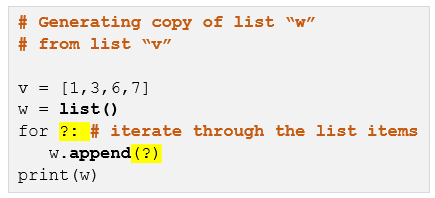 # Generating copy of list “w”
# from list “v”
v = [1,3,6,7]
w = list()
for ?: # iterate through the list items
w.append(?)
print(w)